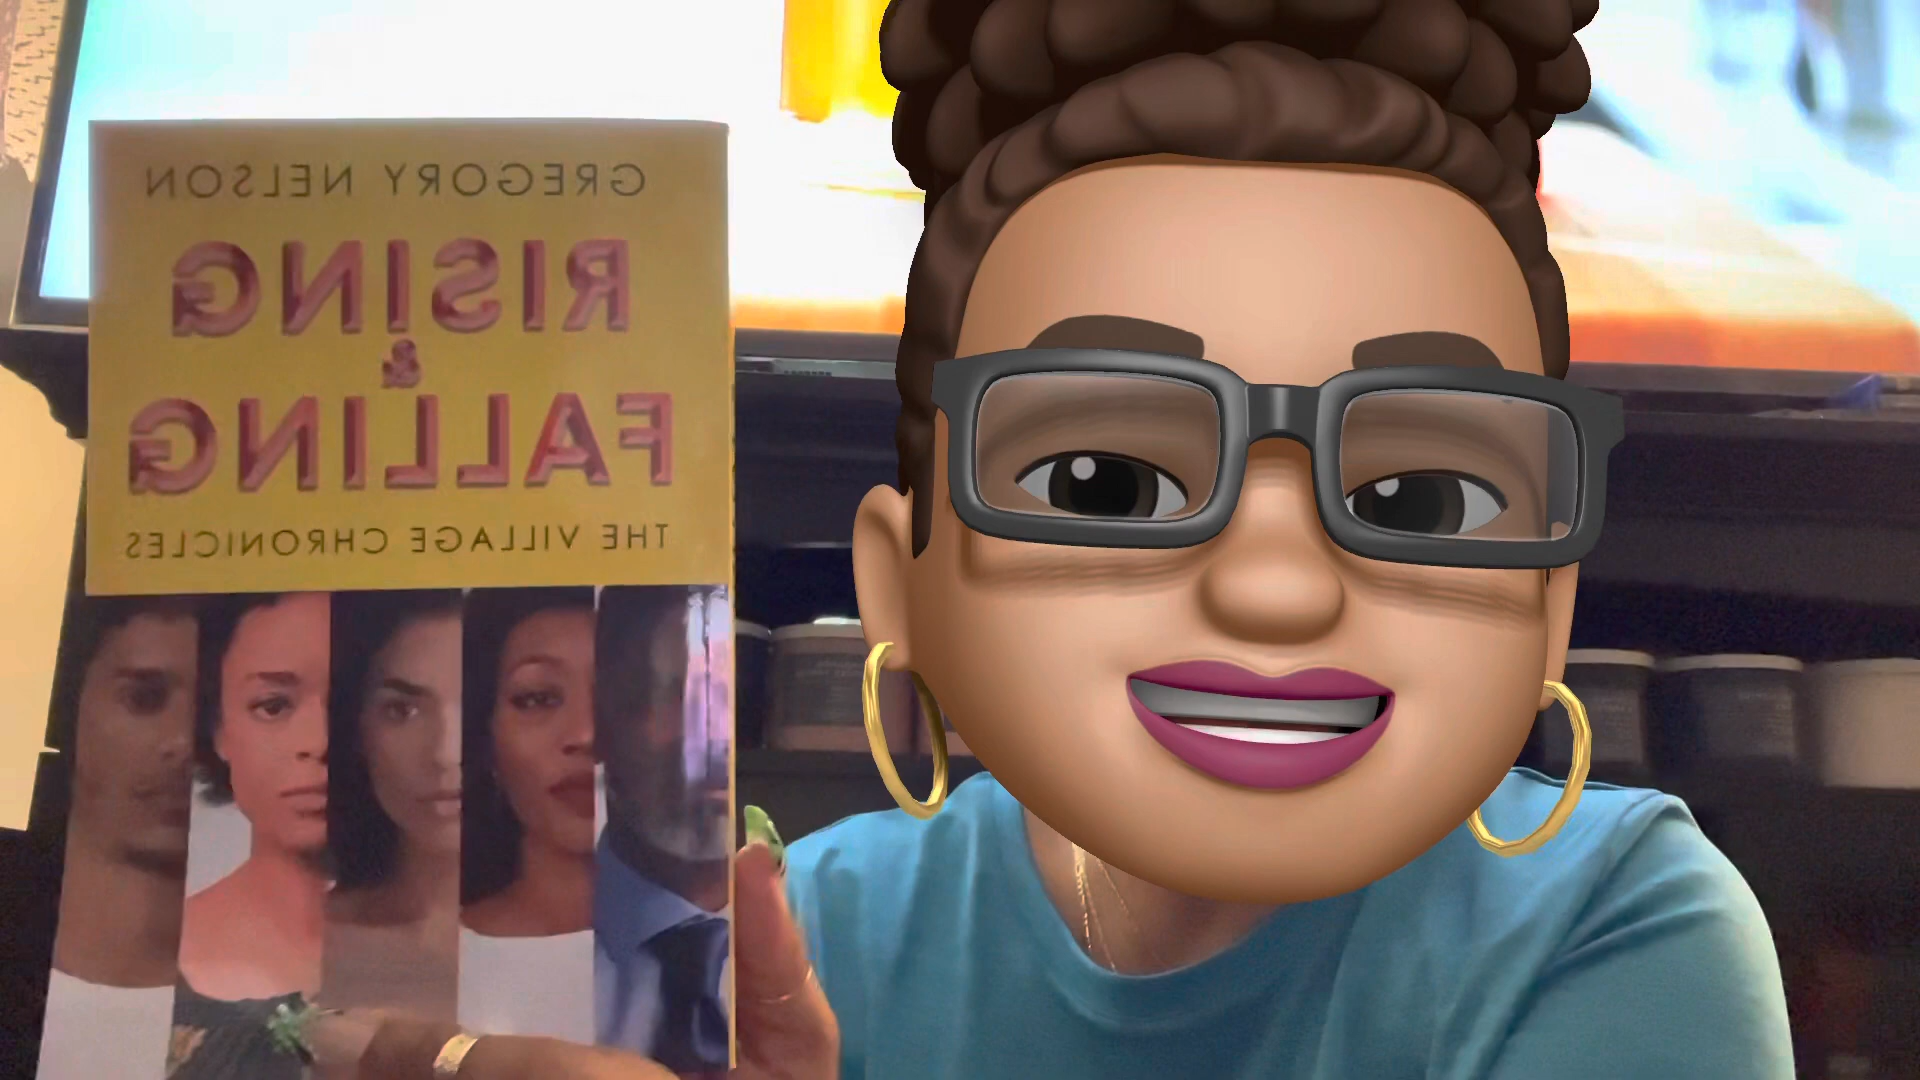 GREGORY NELSON
RISING
&
FALLING
THE VILLAGE CHRONICLES